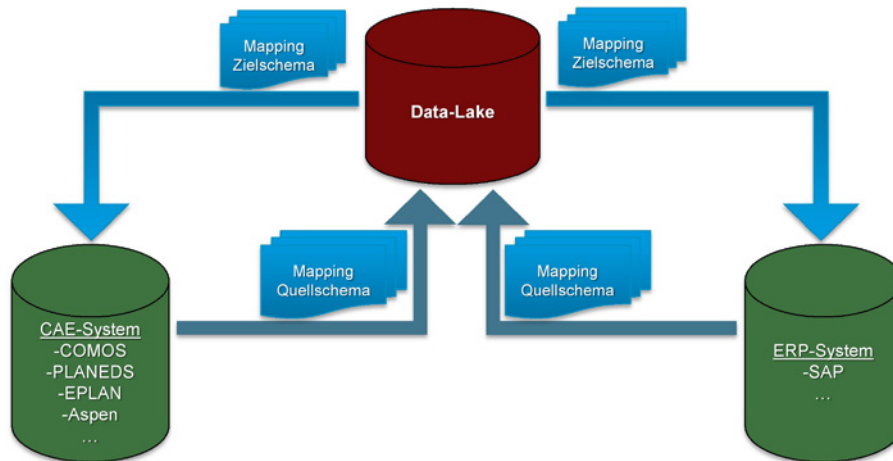 Mapping
Zielschema
Mapping
Zielschema
Data-Lake
Mapping
Quellschema
Mapping
Quellschema
CAE-System
-COMOS
-PLANEDS
-EPLAN
-Aspen
...
ERP-System
-SAP
...